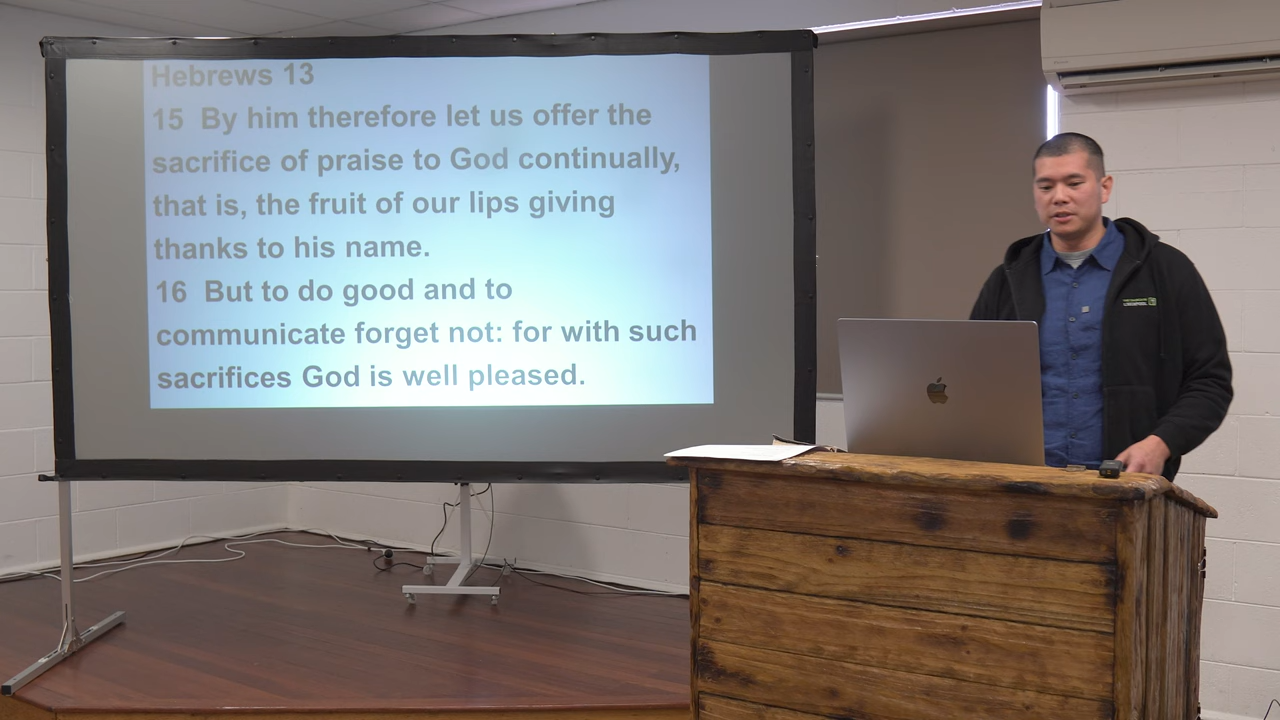 Hebrews 13
15 By him therefore let us offer the
sacrifice of praise to God continually,
that is, the fruit of our lips giving
thanks to his name.
16 But to do good and to
communicate forget not: for with such
sacrifices God is well pleased.